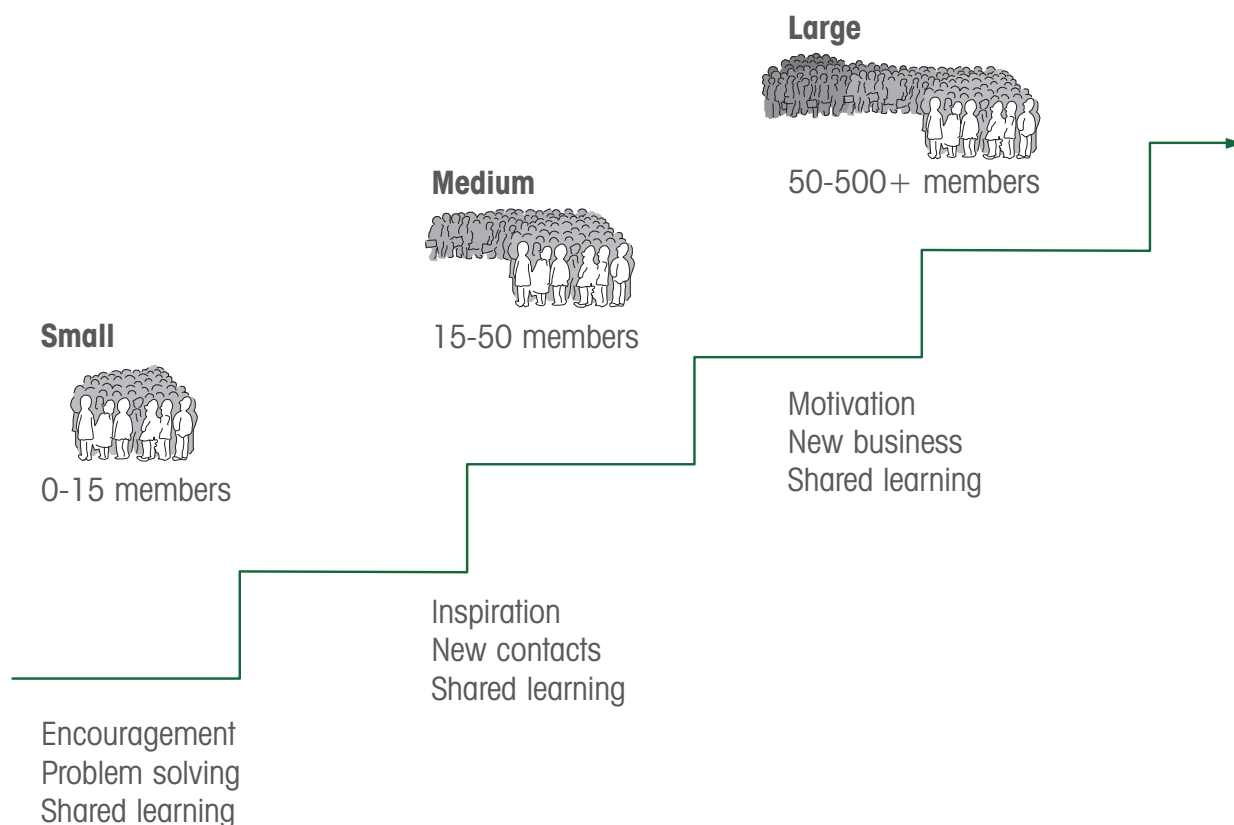 Large
50-500+ members
Medium
15-50 members
Small
0-15 members
Motivation
New business
Shared learning
Inspiration
New contacts
Shared learning
Encouragement
Problem solving
Shared learning